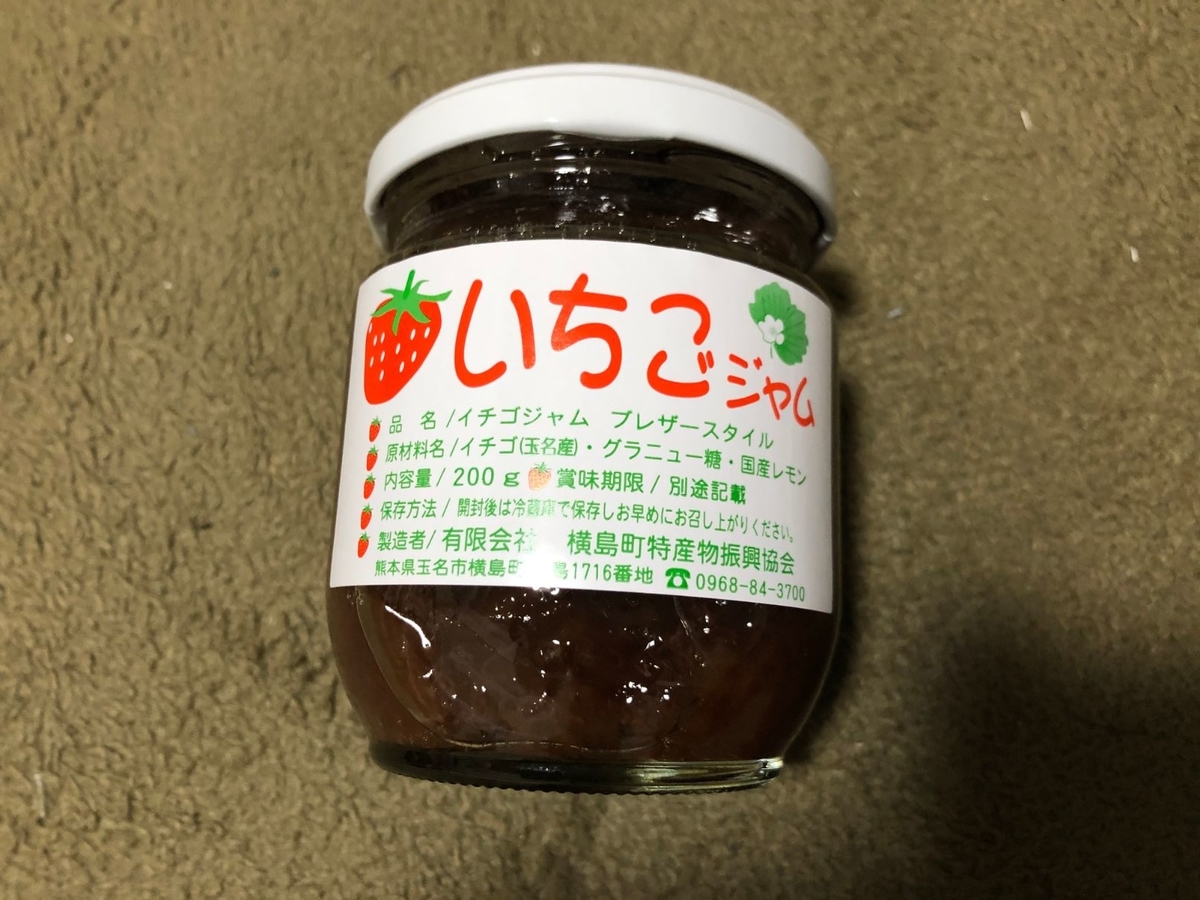 いちごジャム
品 名/イチゴジャム プレザースタイル
原材料名/イチゴ(玉名産)・グラニュー糖・国産レモン
内容量/200g 賞味期限/別途記載
保存方法/開封後は冷蔵庫で保存しお早めにお召し上がりください。
製造者/有限会社 横島町特産物振興協会
熊本県玉名市横島町 島1716番地 ☎0968-84-3700